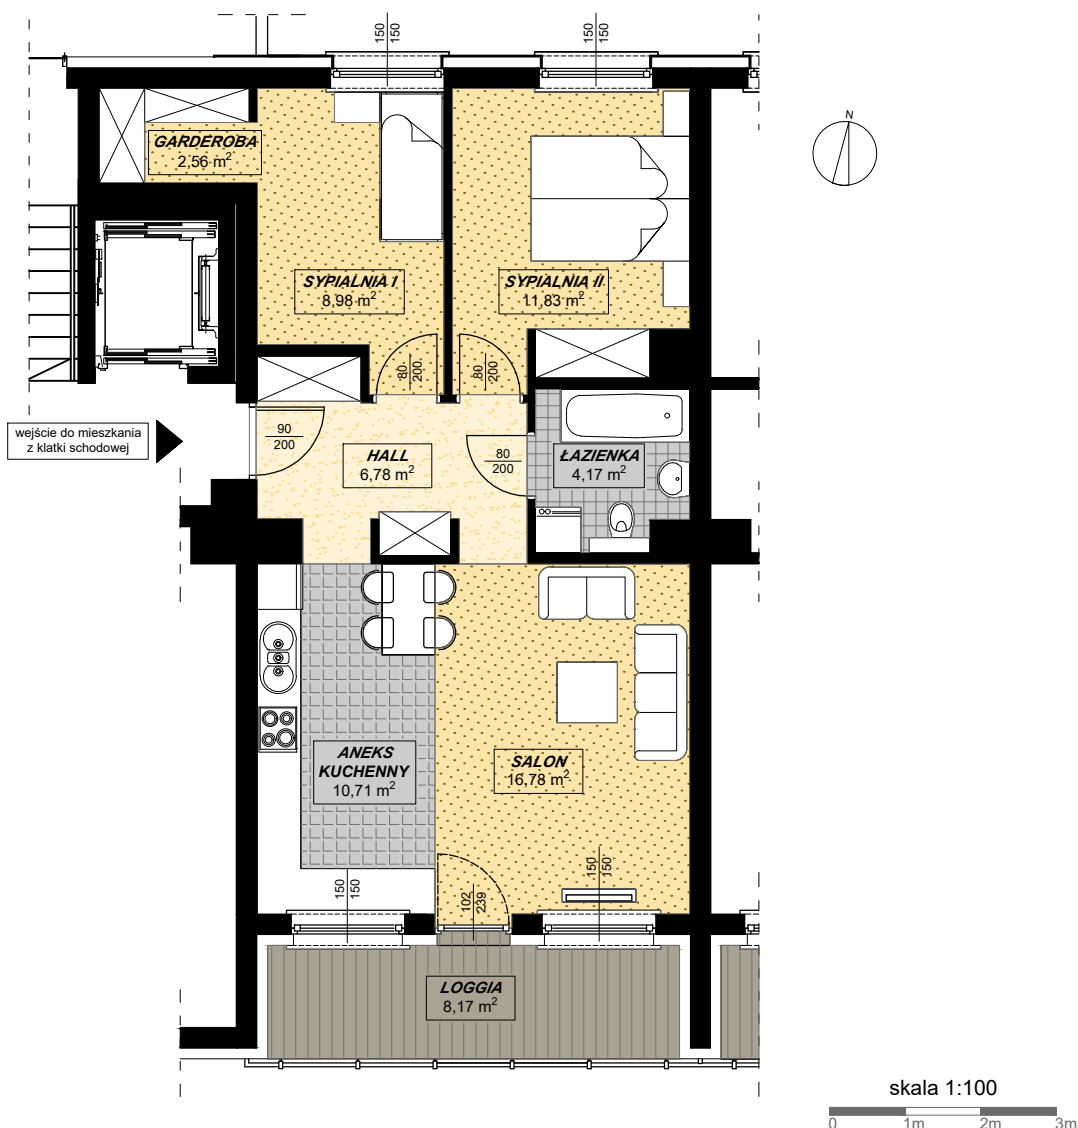 150
150
150
150
N
GARDEROBA
2,56 m²
SYPIALNIA I
8,98 m²
SYPIALNIA II
11,83 m²
80
200
80
200
wejście do mieszkania
z klatki schodowej
90
200
HALL
6,78 m²
80
200
ŁAZIENKA
4,17 m²
ANEKS
KUCHENNY
10,71 m²
SALON
16,78 m²
150
150
102
239
150
150
LOGGIA
8,17 m²
skala 1:100
0 1m 2m 3m